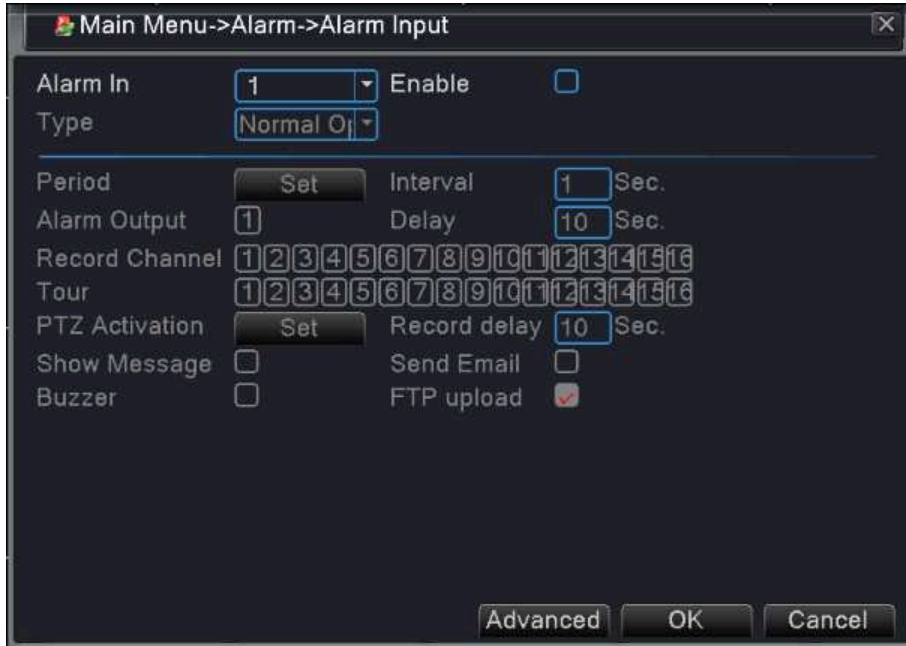 Main Menu->Alarm->Alarm Input
Alarm In 1 Enable
Type Normal Op
Period Set Interval 1 Sec.
Alarm Output 1 Delay 10 Sec.
Record Channel 1 2 3 4 5 6 7 8 9 10 11 12 13 14 15 16
Tour 1 2 3 4 5 6 7 8 9 10 11 12 13 14 15 16
PTZ Activation Set Record delay 10 Sec.
Show Message Send Email
Buzzer FTP upload
Advanced OK Cancel